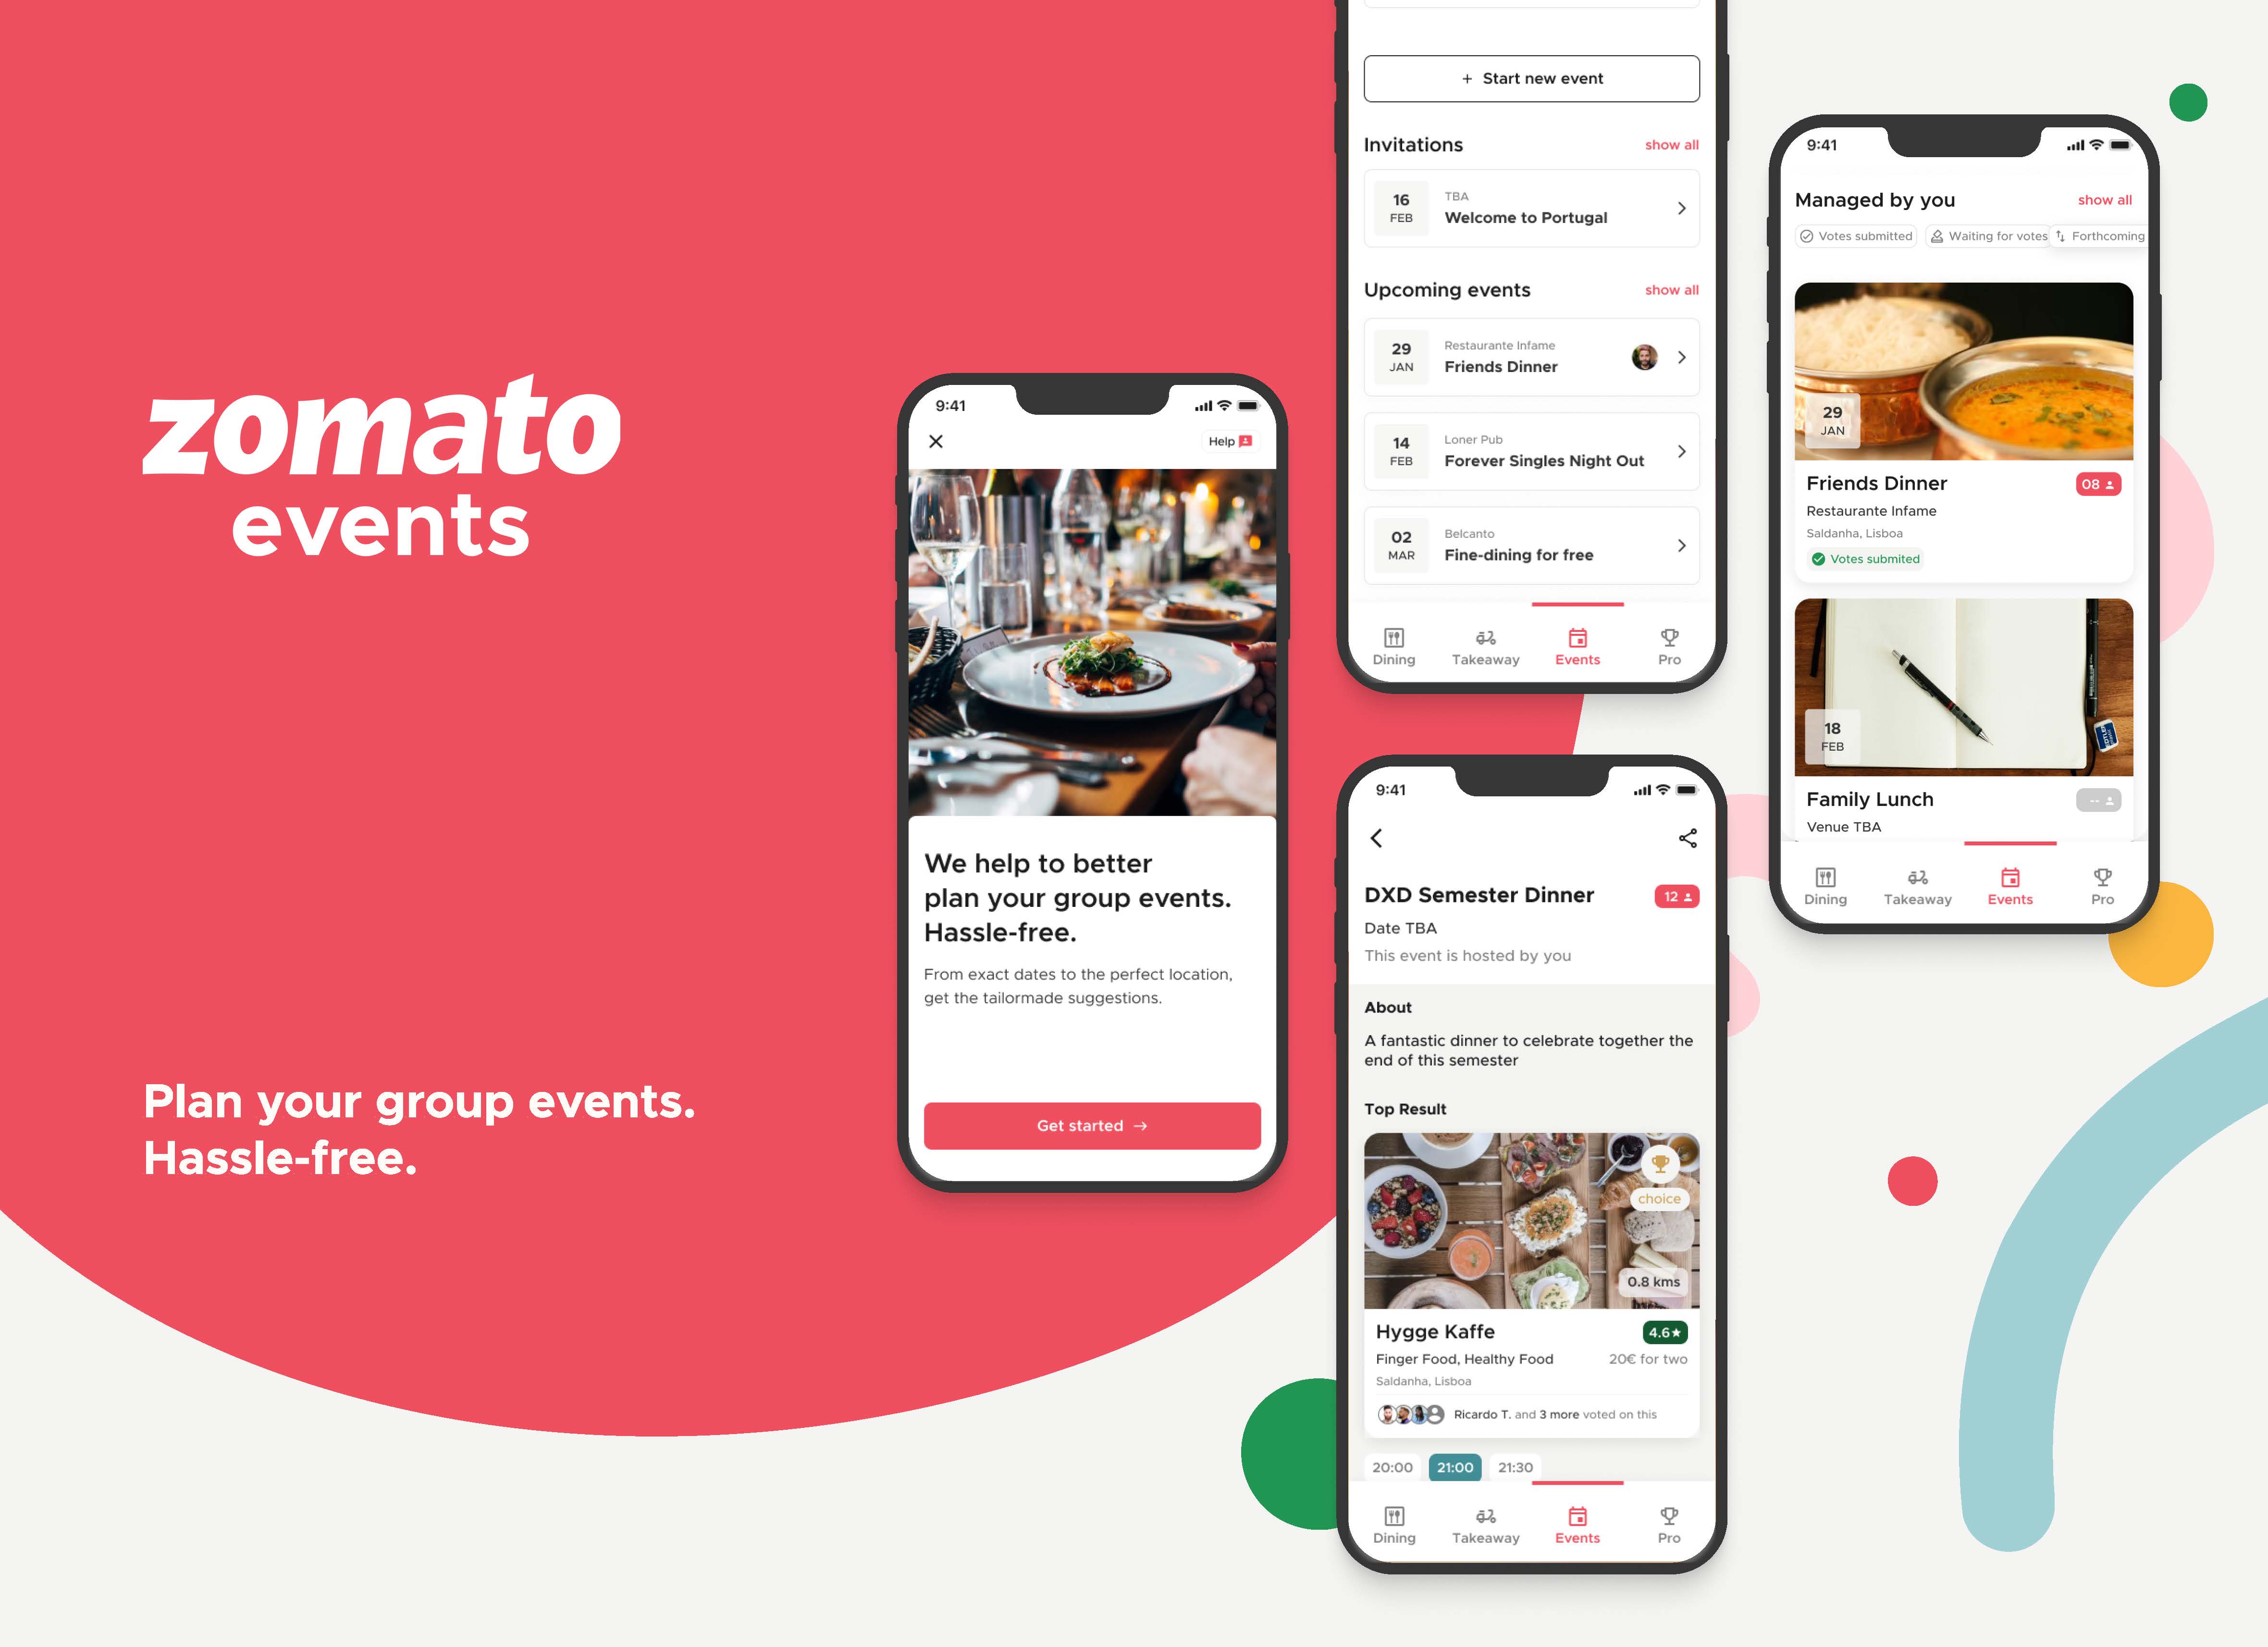 zomato
events
Plan your group events.
Hassle-free.
9:41
Help
We help to better
plan your group events.
Hassle-free.
From exact dates to the perfect location,
get the tailormade suggestions.
Get started →
+ Start new event
Invitations show all
16 FEB
TBA
Welcome to Portugal
Upcoming events show all
29 JAN
Restaurante Infame
Friends Dinner
14 FEB
Loner Pub
Forever Singles Night Out
02 MAR
Belcanto
Fine-dining for free
Dining Takeaway Events Pro
9:41
DXD Semester Dinner 12
Date TBA
This event is hosted by you
About
A fantastic dinner to celebrate together the
end of this semester
Top Result
choice
0.8 kms
Hygge Kaffe 4.6★
Finger Food, Healthy Food 20€ for two
Saldanha, Lisboa
Ricardo T. and 3 more voted on this
20:00 21:00 21:30
Dining Takeaway Events Pro
9:41
Managed by you show all
Votes submitted Waiting for votes Forthcoming
29
JAN
Friends Dinner 08
Restaurante Infame
Saldanha, Lisboa
Votes submited
18
FEB
Family Lunch --
Venue TBA
Dining Takeaway Events Pro